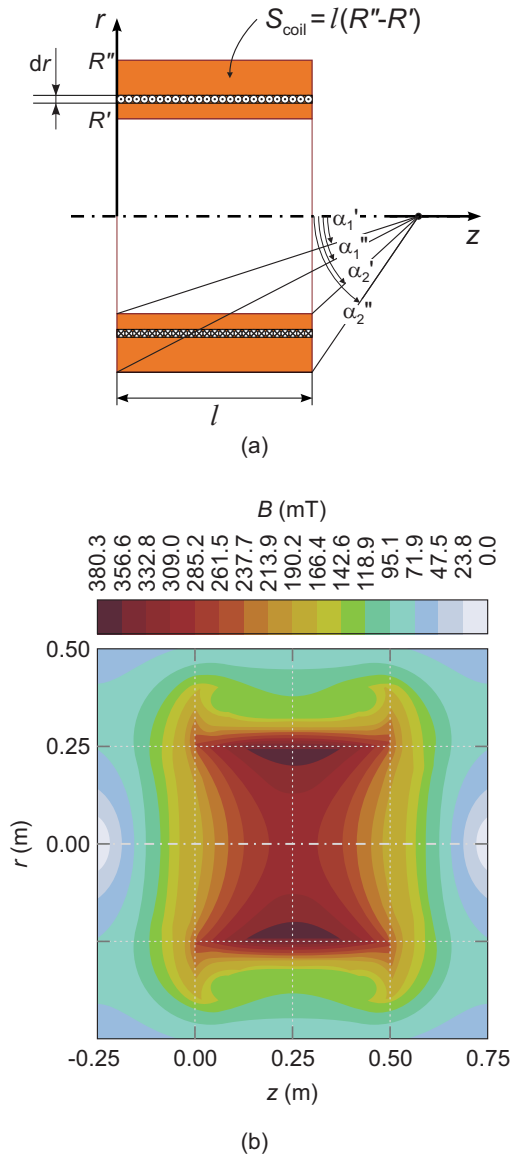 r
S_coil = l(R"-R')
dr
R"
R'
α₁'
z
α₁"
α₂'
α₂"
l
(a)
B (mT)
380.3 356.6 332.8 309.0 285.2 261.5 237.7 213.9 190.2 166.4 142.6 118.9 95.1 71.9 47.5 23.8 0.0
0.50
0.25
r (m)
0.00
-0.25 0.00 0.25 0.50 0.75
z (m)
(b)